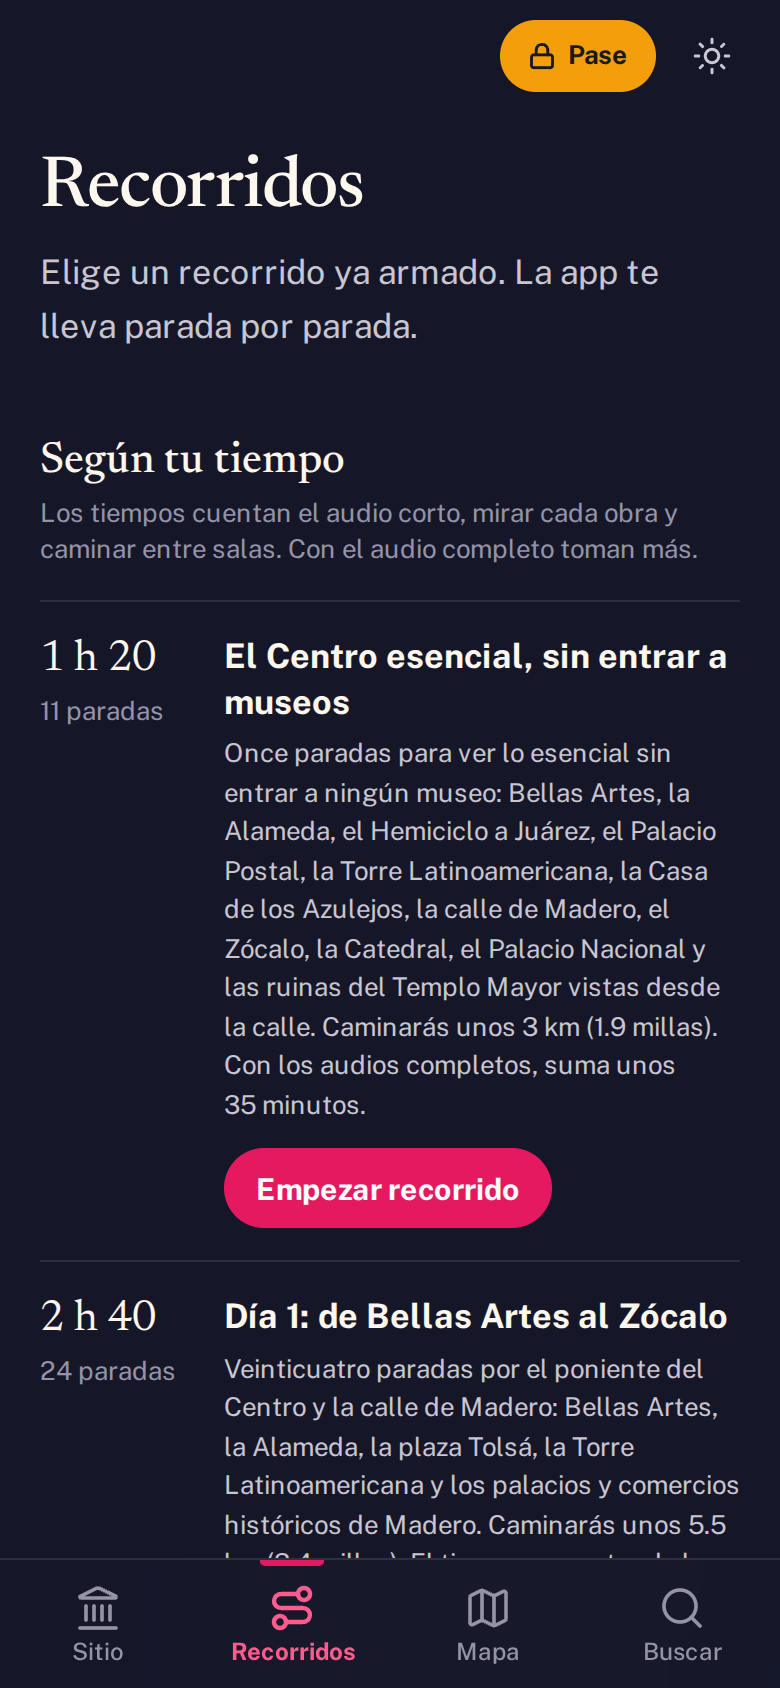 Pase
Recorridos
Elige un recorrido ya armado. La app te
lleva parada por parada.
Según tu tiempo
Los tiempos cuentan el audio corto, mirar cada obra y
caminar entre salas. Con el audio completo toman más.
1 h 20
11 paradas
El Centro esencial, sin entrar a
museos
Once paradas para ver lo esencial sin
entrar a ningún museo: Bellas Artes, la
Alameda, el Hemiciclo a Juárez, el Palacio
Postal, la Torre Latinoamericana, la Casa
de los Azulejos, la calle de Madero, el
Zócalo, la Catedral, el Palacio Nacional y
las ruinas del Templo Mayor vistas desde
la calle. Caminarás unos 3 km (1.9 millas).
Con los audios completos, suma unos
35 minutos.
Empezar recorrido
2 h 40
24 paradas
Día 1: de Bellas Artes al Zócalo
Veinticuatro paradas por el poniente del
Centro y la calle de Madero: Bellas Artes,
la Alameda, la plaza Tolsá, la Torre
Latinoamericana y los palacios y comercios
históricos de Madero. Caminarás unos 5.5
Sitio
Recorridos
Mapa
Buscar